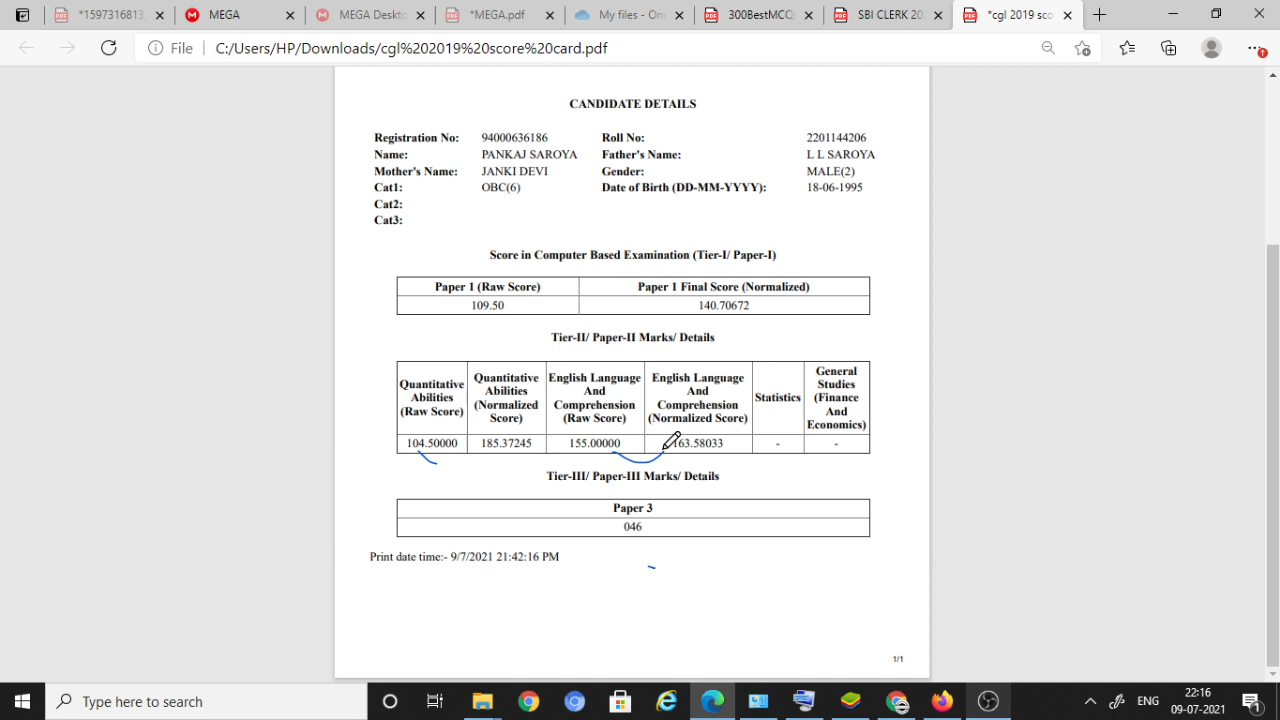 *1597316813.
MEGA
MEGA Deskto
*MEGA.pdf
My files - On
300BestMCQ
SBI CLERK 20
*cgl 2019 sco
File
C:/Users/HP/Downloads/cgl%202019%20score%20card.pdf
CANDIDATE DETAILS
Registration No: 94000636186 Roll No: 2201144206
Name: PANKAJ SAROYA Father's Name: L L SAROYA
Mother's Name: JANKI DEVI Gender: MALE(2)
Cat1: OBC(6) Date of Birth (DD-MM-YYYY): 18-06-1995
Cat2:
Cat3:
Score in Computer Based Examination (Tier-I/ Paper-I)
Paper 1 (Raw Score) Paper 1 Final Score (Normalized)
109.50 140.70672
Tier-II/ Paper-II Marks/ Details
Quantitative
Abilities
(Raw Score)
Quantitative
Abilities
(Normalized
Score)
English Language
And
Comprehension
(Raw Score)
English Language
And
Comprehension
(Normalized Score)
Statistics
General
Studies
(Finance
And
Economics)
104.50000 185.37245 155.00000 163.58033 - -
Tier-III/ Paper-III Marks/ Details
Paper 3
046
Print date time:- 9/7/2021 21:42:16 PM
1/1
Type here to search
ENG
22:16
09-07-2021